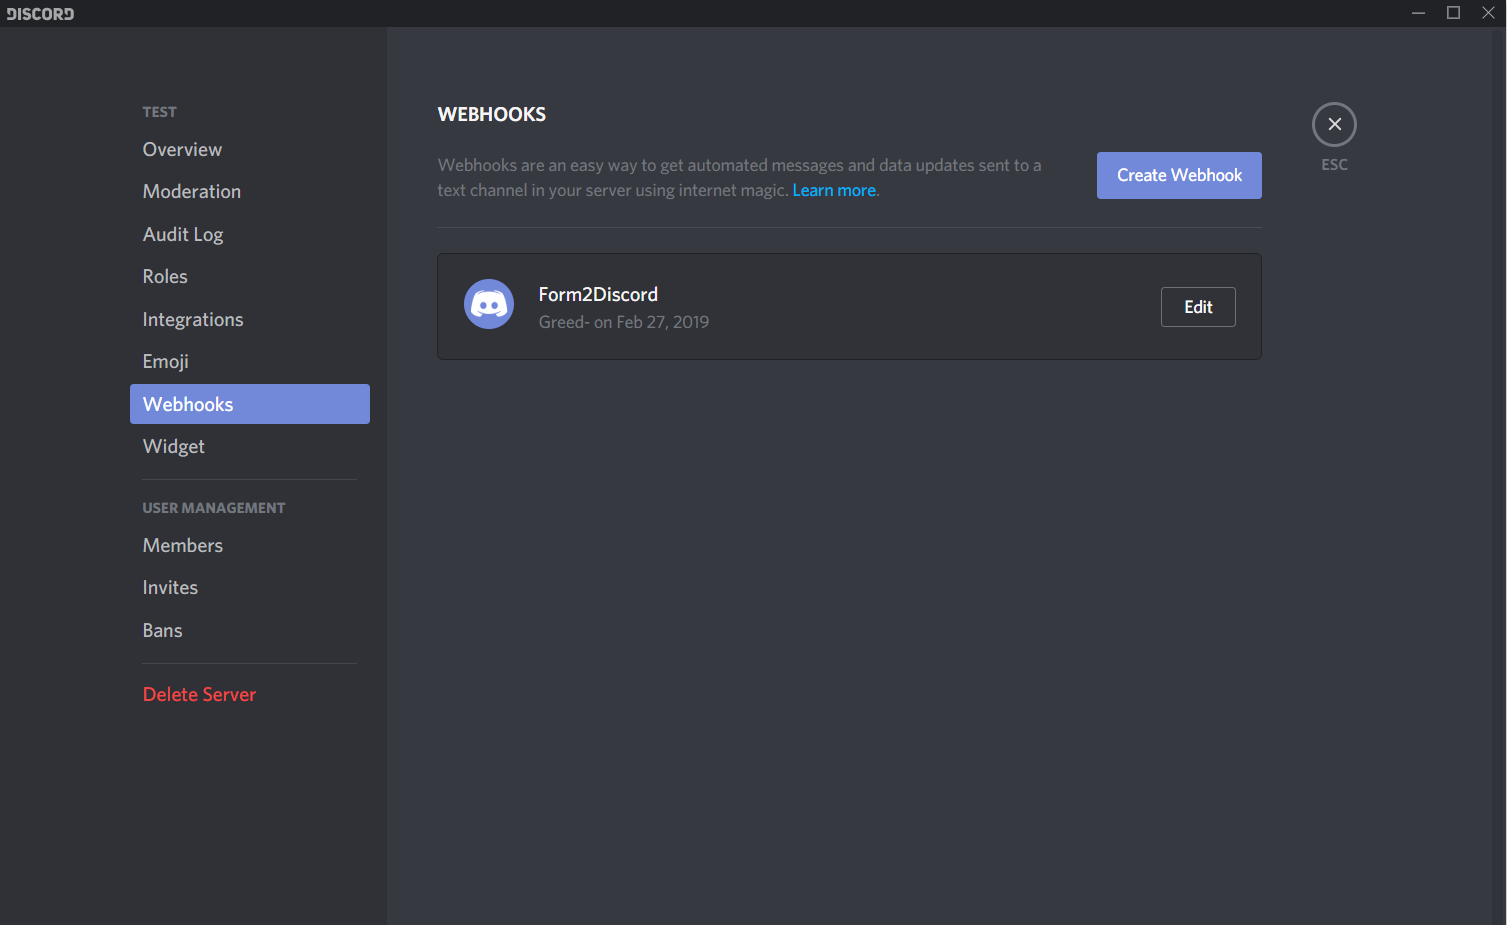 DISCORD
TEST
Overview
Moderation
Audit Log
Roles
Integrations
Emoji
Webhooks
Widget
USER MANAGEMENT
Members
Invites
Bans
Delete Server
WEBHOOKS
Webhooks are an easy way to get automated messages and data updates sent to a
text channel in your server using internet magic. Learn more.
Create Webhook
ESC
Form2Discord
Greed- on Feb 27, 2019
Edit